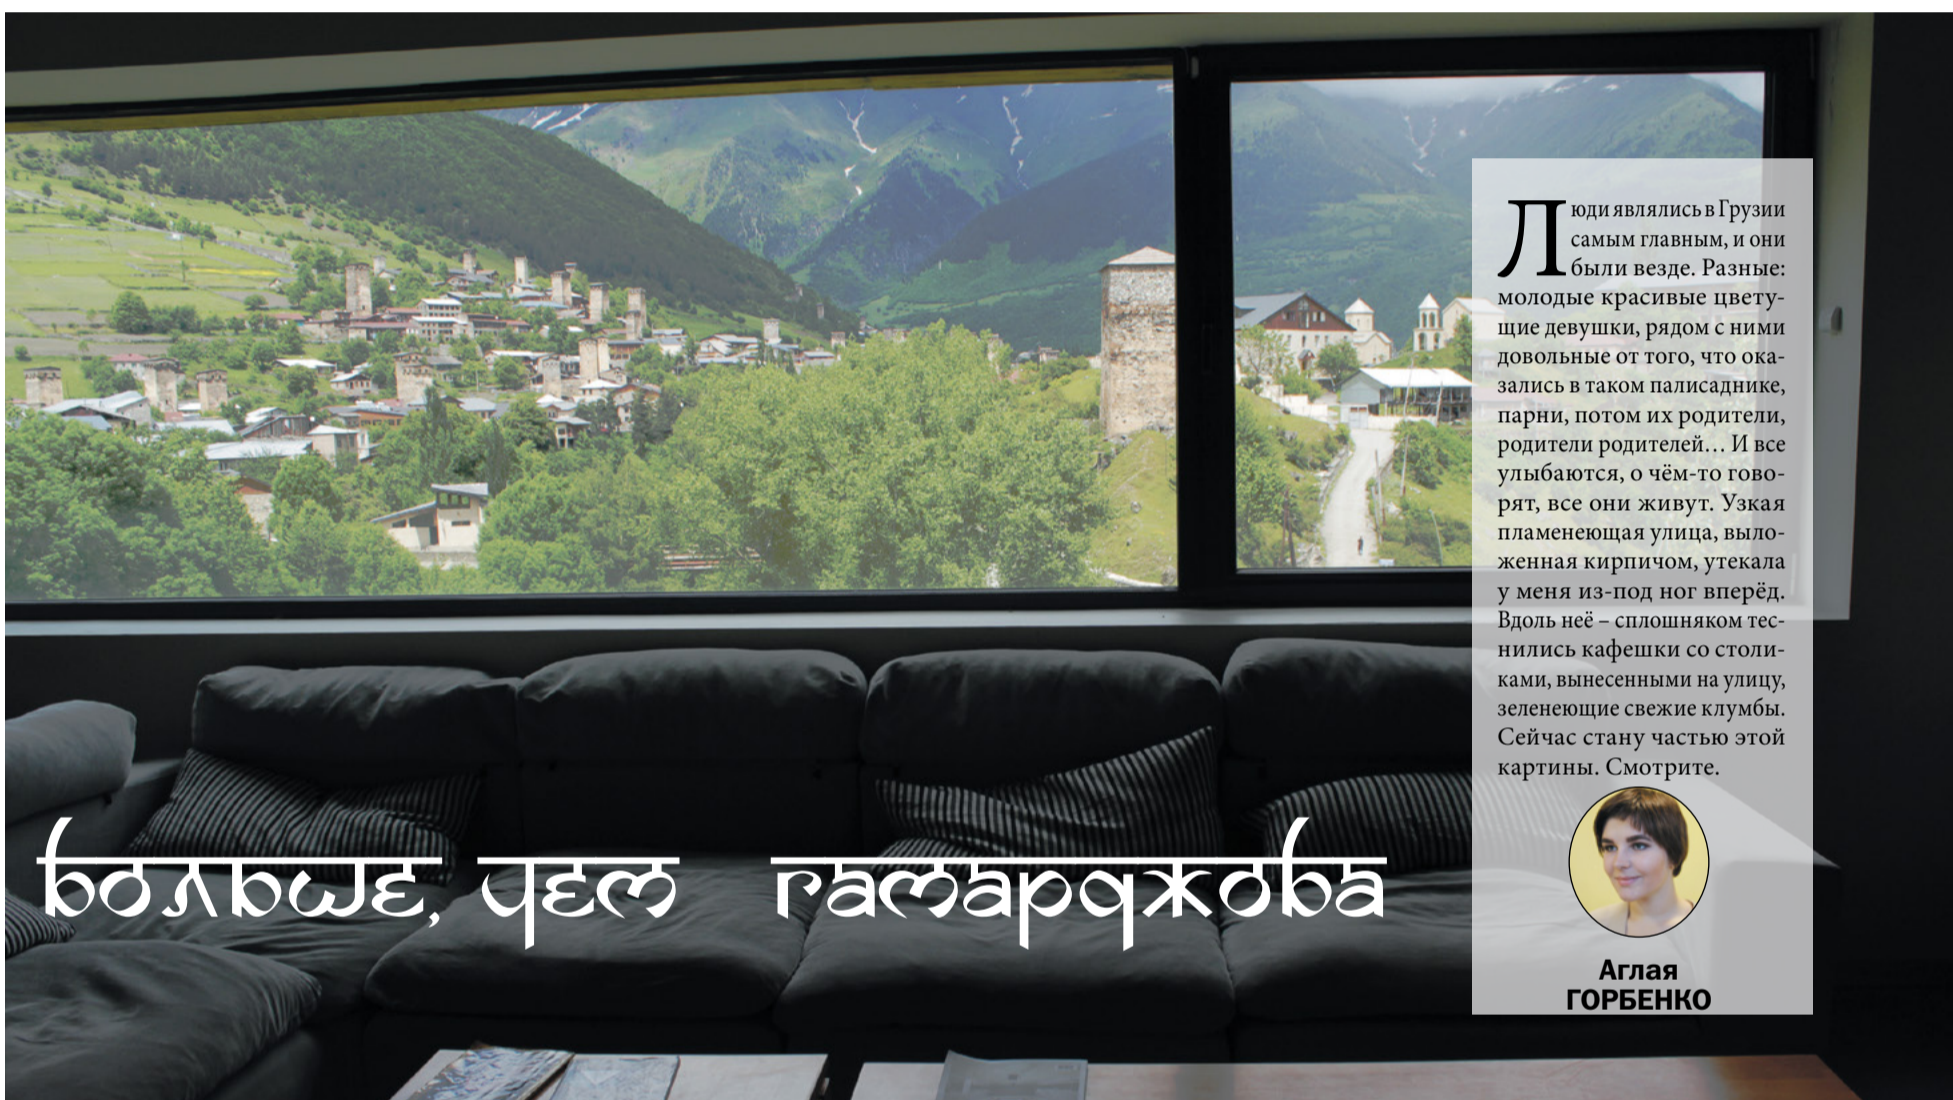 Люди являлись в Грузии
самым главным, и они
были везде. Разные:
молодые красивые цвету-
щие девушки, рядом с ними
довольные от того, что ока-
зались в таком палисаднике,
парни, потом их родители,
родители родителей… И все
улыбаются, о чём-то гово-
рят, все они живут. Узкая
пламенеющая улица, выло-
женная кирпичом, утекала
у меня из-под ног вперёд.
Вдоль неё – сплошняком тес-
нились кафешки со столи-
ками, вынесенными на улицу,
зеленеющие свежие клумбы.
Сейчас стану частью этой
картины. Смотрите.
больше, чем гамарджоба
Аглая
ГОРБЕНКО